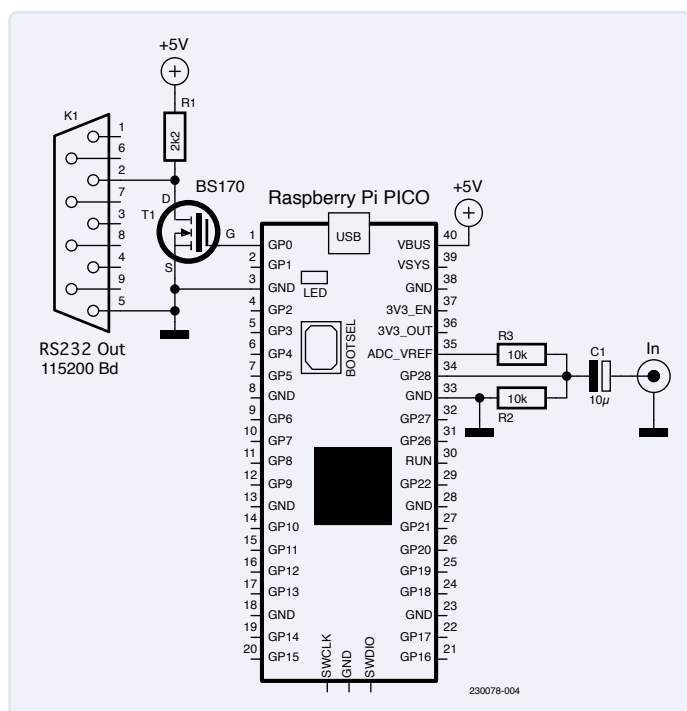 +5V
R1
K1
2k2
1
6
2
7
3
8
4
9
5
BS170
D
T1
G
S
RS232 Out
115200 Bd
Raspberry Pi PICO
+5V
USB
LED
BOOTSEL
1 GP0 VBUS 40
2 GP1 VSYS 39
3 GND GND 38
4 GP2 3V3_EN 37
5 GP3 3V3_OUT 36
6 GP4 ADC_VREF 35
7 GP5 GP28 34
8 GND GND 33
9 GP6 GP27 32
10 GP7 GP26 31
11 GP8 RUN 30
12 GP9 GP22 29
13 GND GND 28
14 GP10 GP21 27
15 GP11 GP20 26
16 GP12 GP19 25
17 GP13 GP18 24
18 GND GND 23
19 GP14 GP17 22
20 GP15 GP16 21
SWCLK
GND
SWDIO
R3
10k
10k
R2
C1
10µ
In
230078-004